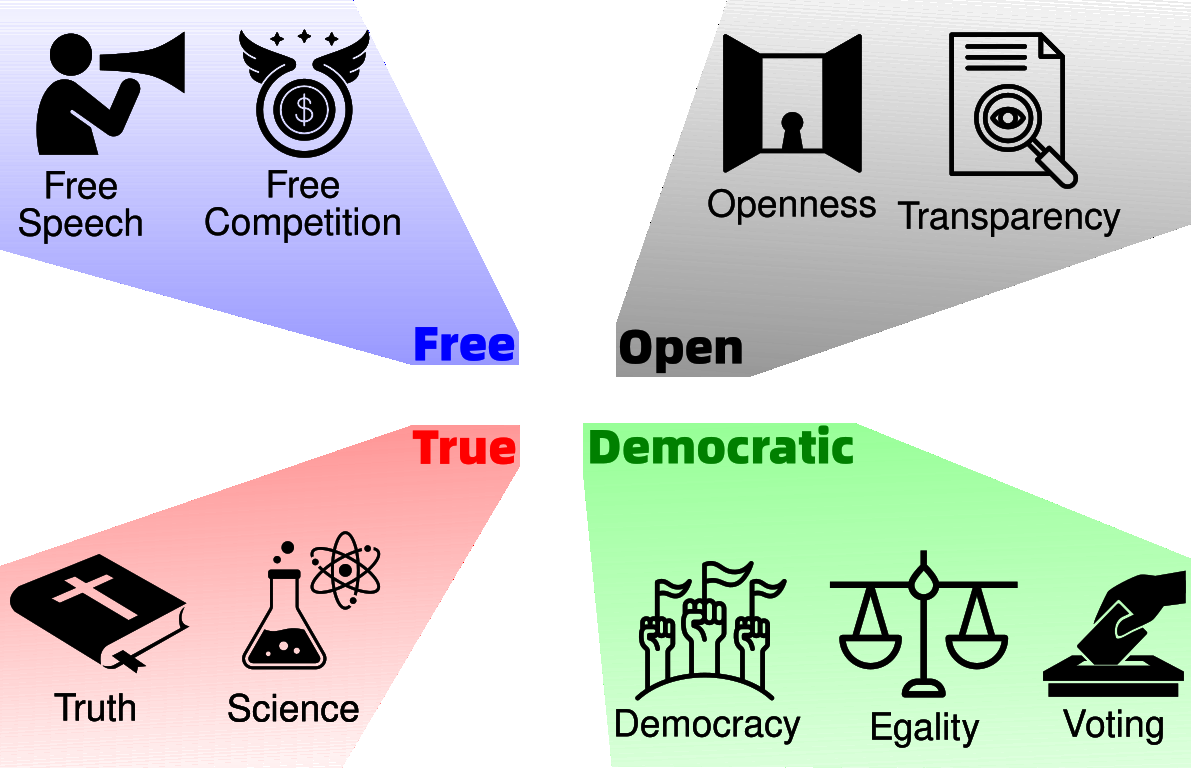 Free
Speech
Free
Competition
Free
Openness
Transparency
Open
True
Truth
Science
Democratic
Democracy
Egality
Voting
$